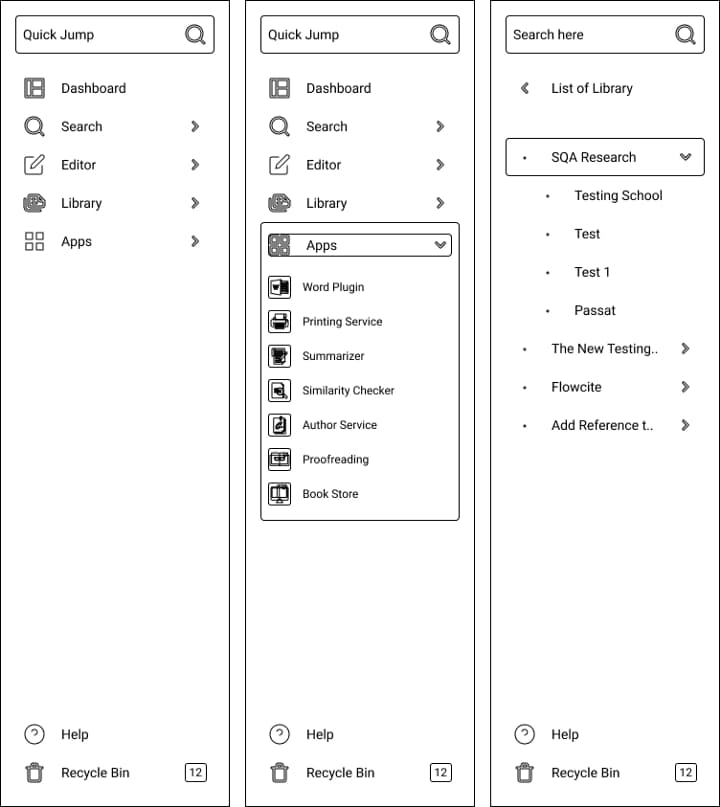 Quick Jump
Dashboard
Search
Editor
Library
Apps
Help
Recycle Bin 12
Quick Jump
Dashboard
Search
Editor
Library
Apps
Word Plugin
Printing Service
Summarizer
Similarity Checker
Author Service
Proofreading
Book Store
Help
Recycle Bin 12
Search here
List of Library
SQA Research
Testing School
Test
Test 1
Passat
The New Testing..
Flowcite
Add Reference t..
Help
Recycle Bin 12